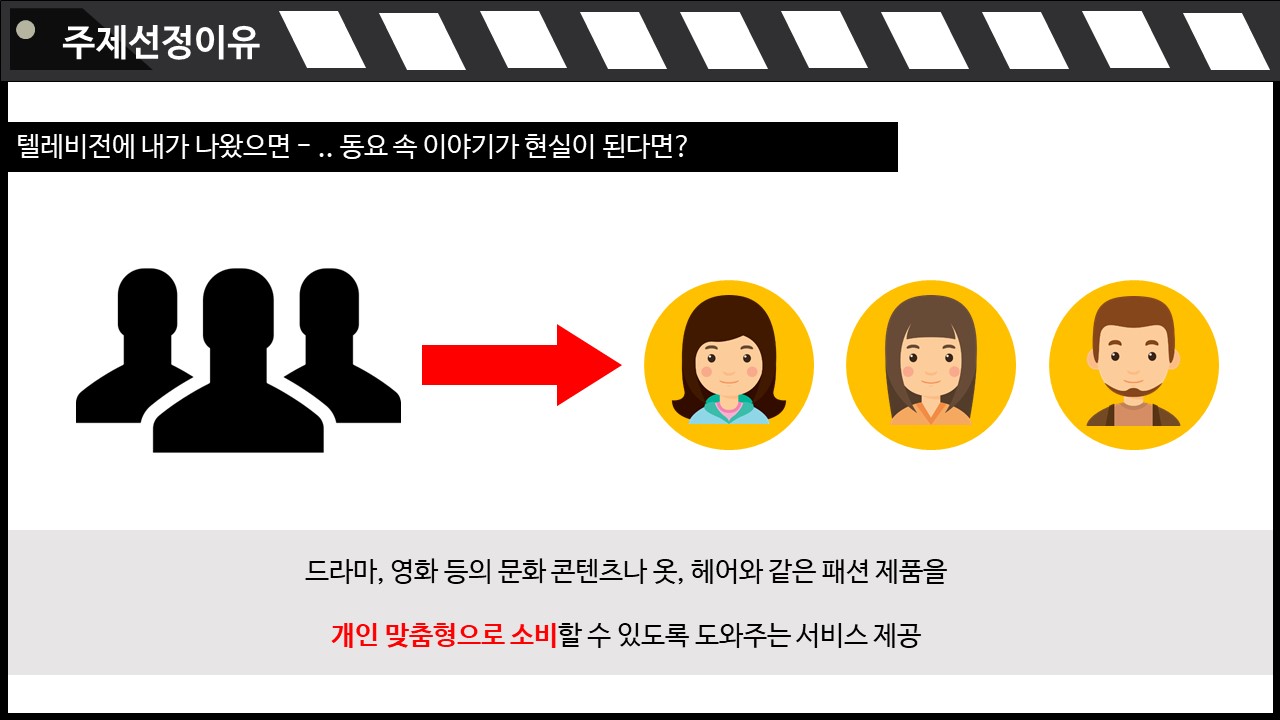 주제선정이유
텔레비전에 내가 나왔으면 - .. 동요 속 이야기가 현실이 된다면?
드라마, 영화 등의 문화 콘텐츠나 옷, 헤어와 같은 패션 제품을
개인 맞춤형으로 소비할 수 있도록 도와주는 서비스 제공